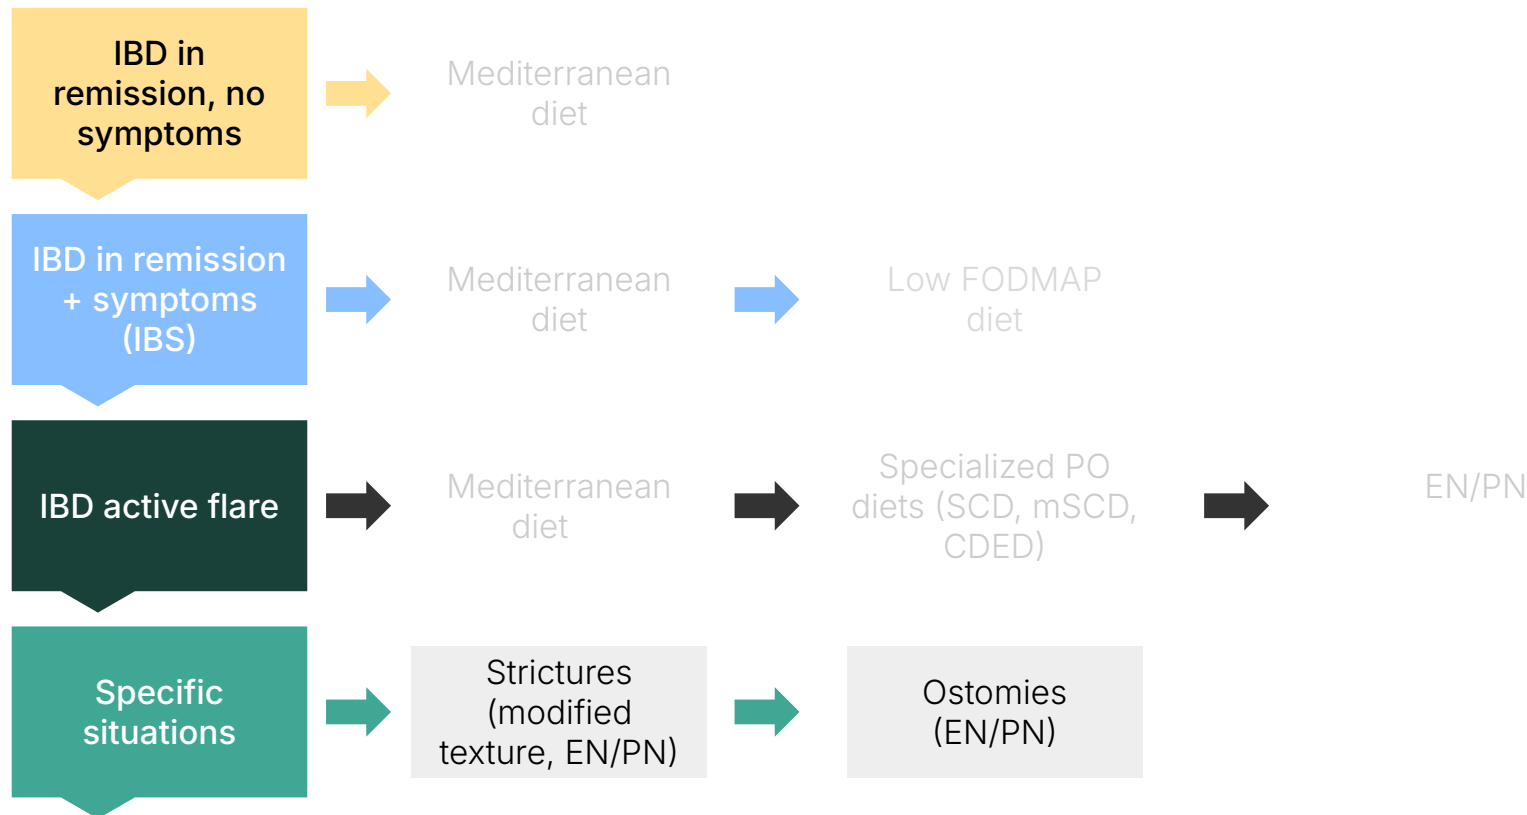 IBD in
remission, no
symptoms
Mediterranean
diet
IBD in remission
+ symptoms
(IBS)
Mediterranean
diet
Low FODMAP
diet
IBD active flare
Mediterranean
diet
Specialized PO
diets (SCD, mSCD,
CDED)
EN/PN
Specific
situations
Strictures
(modified
texture, EN/PN)
Ostomies
(EN/PN)